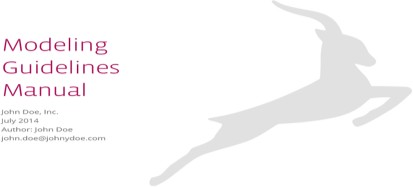 Modeling
Guidelines
Manual
John Doe, Inc.
July 2014
Author: John Doe
john.doe@johnydoe.com